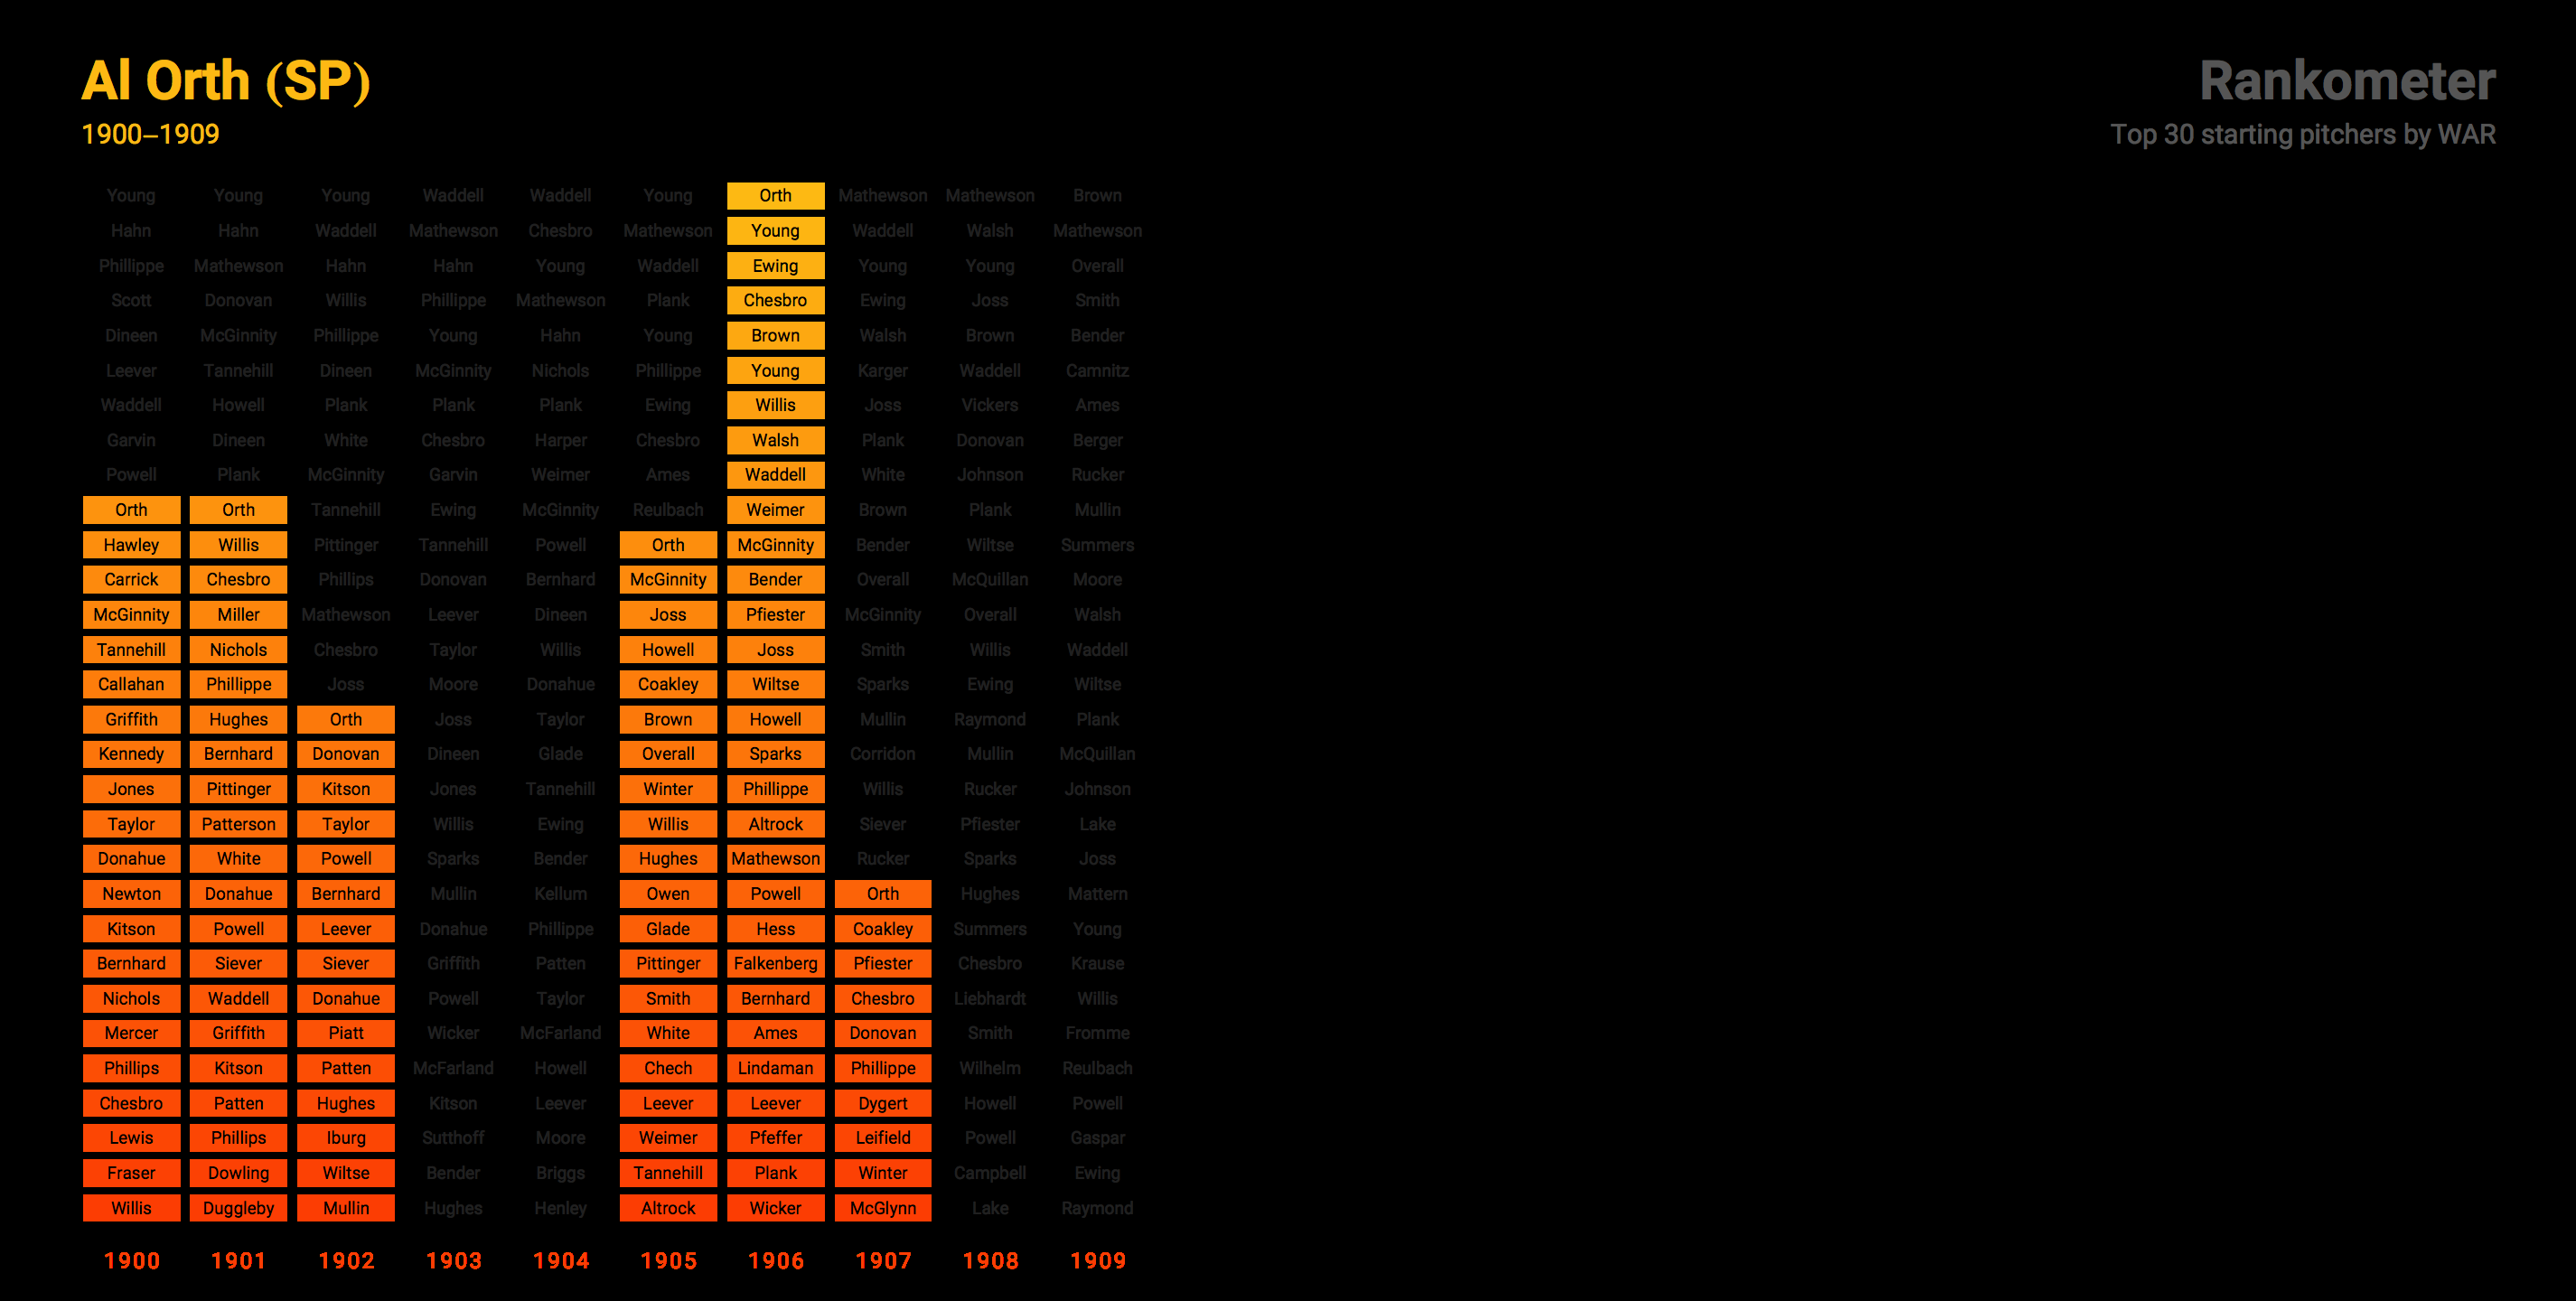 Al Orth (SP)
1900–1909
Rankometer
Top 30 starting pitchers by WAR
Young Young Young Waddell Waddell Young Orth Mathewson Mathewson Brown
Hahn Hahn Waddell Mathewson Chesbro Mathewson Young Waddell Walsh Mathewson
Phillippe Mathewson Hahn Hahn Young Waddell Ewing Young Young Overall
Scott Donovan Willis Phillippe Mathewson Plank Chesbro Ewing Joss Smith
Dineen McGinnity Phillippe Young Hahn Young Brown Walsh Brown Bender
Leever Tannehill Dineen McGinnity Nichols Phillippe Young Karger Waddell Camnitz
Waddell Howell Plank Plank Plank Ewing Willis Joss Vickers Ames
Garvin Dineen White Chesbro Harper Chesbro Walsh Plank Donovan Berger
Powell Plank McGinnity Garvin Weimer Ames Waddell White Johnson Rucker
Orth Orth Tannehill Ewing McGinnity Reulbach Weimer Brown Plank Mullin
Hawley Willis Pittinger Tannehill Powell Orth McGinnity Bender Wiltse Summers
Carrick Chesbro Phillips Donovan Bernhard McGinnity Bender Overall McQuillan Moore
McGinnity Miller Mathewson Leever Dineen Joss Pfiester McGinnity Overall Walsh
Tannehill Nichols Chesbro Taylor Willis Howell Joss Smith Willis Waddell
Callahan Phillippe Joss Moore Donahue Coakley Wiltse Sparks Ewing Wiltse
Griffith Hughes Orth Joss Taylor Brown Howell Mullin Raymond Plank
Kennedy Bernhard Donovan Dineen Glade Overall Sparks Corridon Mullin McQuillan
Jones Pittinger Kitson Jones Tannehill Winter Phillippe Willis Rucker Johnson
Taylor Patterson Taylor Willis Ewing Willis Altrock Siever Pfiester Lake
Donahue White Powell Sparks Bender Hughes Mathewson Rucker Sparks Joss
Newton Donahue Bernhard Mullin Kellum Owen Powell Orth Hughes Mattern
Kitson Powell Leever Donahue Phillippe Glade Hess Coakley Summers Young
Bernhard Siever Siever Griffith Patten Pittinger Falkenberg Pfiester Chesbro Krause
Nichols Waddell Donahue Powell Taylor Smith Bernhard Chesbro Liebhardt Willis
Mercer Griffith Piatt Wicker McFarland White Ames Donovan Smith Fromme
Phillips Kitson Patten McFarland Howell Chech Lindaman Phillippe Wilhelm Reulbach
Chesbro Patten Hughes Kitson Leever Leever Leever Dygert Howell Powell
Lewis Phillips Iburg Sutthoff Moore Weimer Pfeffer Leifield Powell Gaspar
Fraser Dowling Wiltse Bender Briggs Tannehill Plank Winter Campbell Ewing
Willis Duggleby Mullin Hughes Henley Altrock Wicker McGlynn Lake Raymond
1900 1901 1902 1903 1904 1905 1906 1907 1908 1909